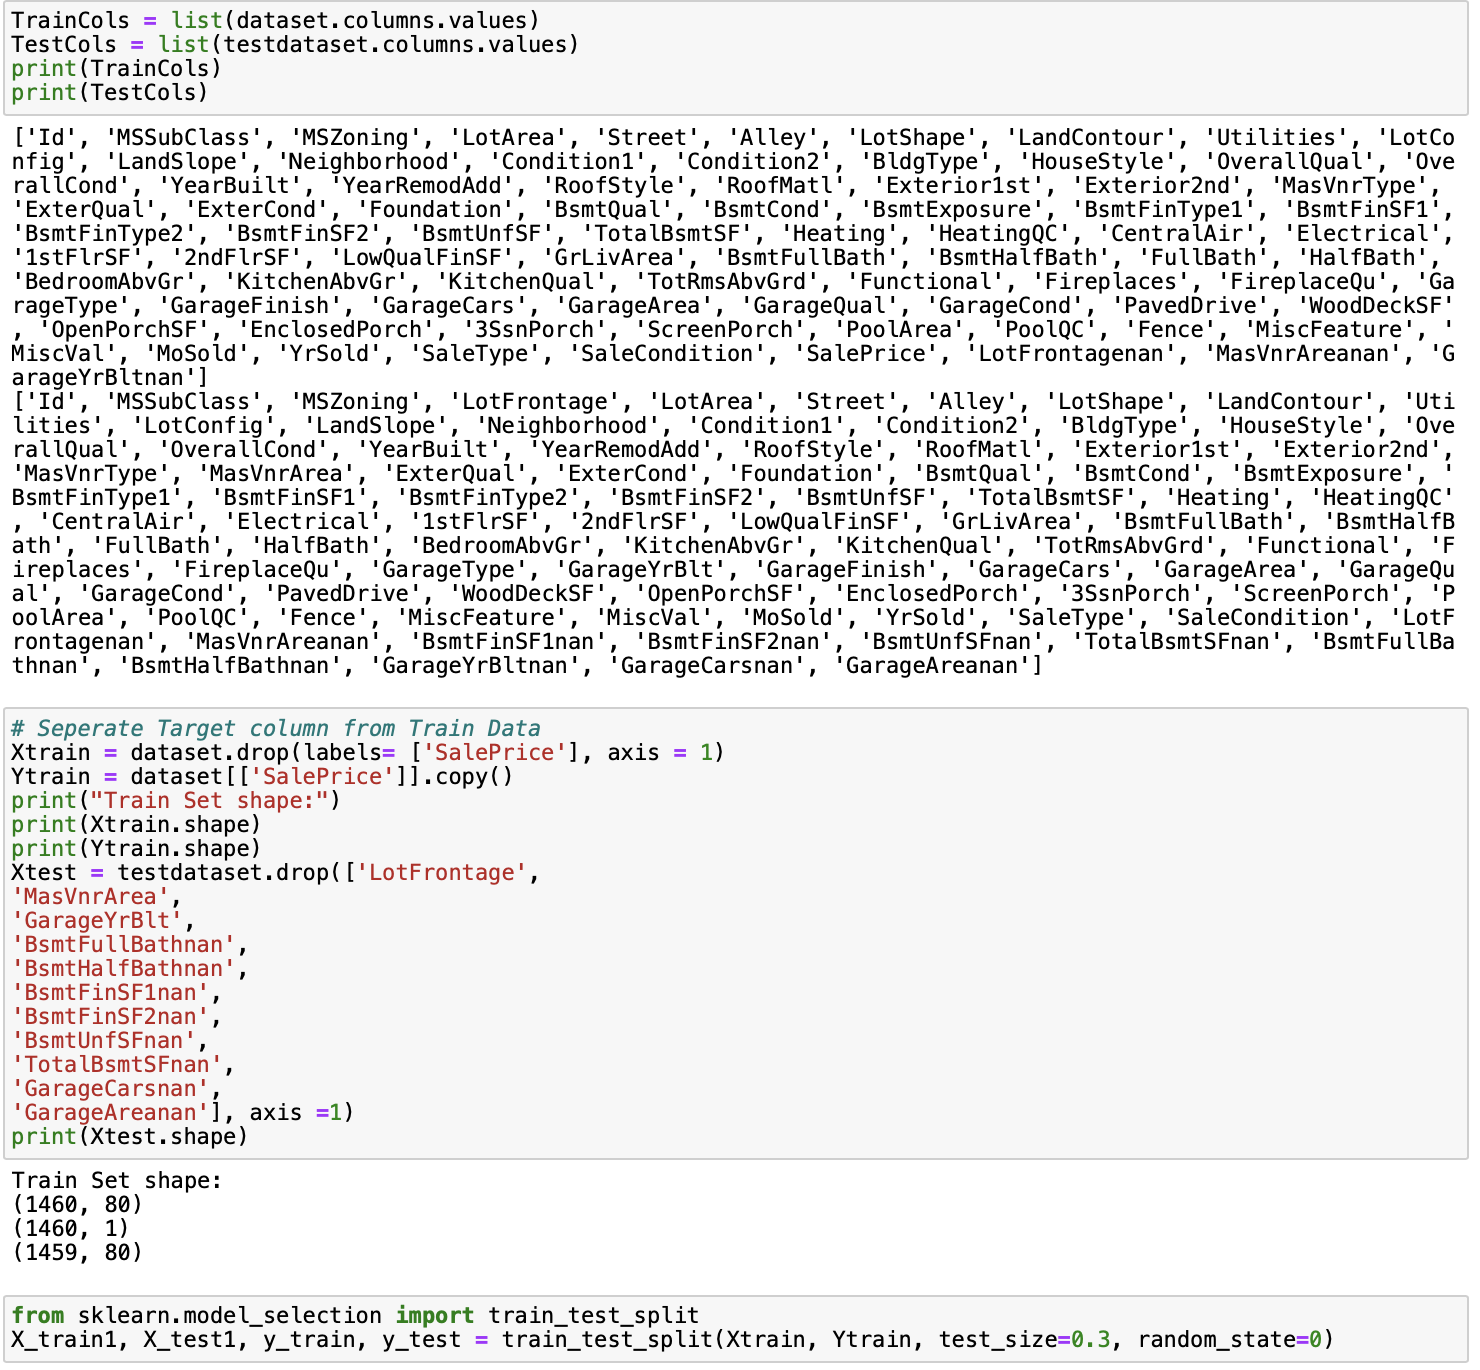 TrainCols = list(dataset.columns.values)
TestCols = list(testdataset.columns.values)
print(TrainCols)
print(TestCols)
['Id', 'MSSubClass', 'MSZoning', 'LotArea', 'Street', 'Alley', 'LotShape', 'LandContour', 'Utilities', 'LotCo
nfig', 'LandSlope', 'Neighborhood', 'Condition1', 'Condition2', 'BldgType', 'HouseStyle', 'OverallQual', 'Ove
rallCond', 'YearBuilt', 'YearRemodAdd', 'RoofStyle', 'RoofMatl', 'Exterior1st', 'Exterior2nd', 'MasVnrType',
'ExterQual', 'ExterCond', 'Foundation', 'BsmtQual', 'BsmtCond', 'BsmtExposure', 'BsmtFinType1', 'BsmtFinSF1',
'BsmtFinType2', 'BsmtFinSF2', 'BsmtUnfSF', 'TotalBsmtSF', 'Heating', 'HeatingQC', 'CentralAir', 'Electrical',
'1stFlrSF', '2ndFlrSF', 'LowQualFinSF', 'GrLivArea', 'BsmtFullBath', 'BsmtHalfBath', 'FullBath', 'HalfBath',
'BedroomAbvGr', 'KitchenAbvGr', 'KitchenQual', 'TotRmsAbvGrd', 'Functional', 'Fireplaces', 'FireplaceQu', 'Ga
rageType', 'GarageFinish', 'GarageCars', 'GarageArea', 'GarageQual', 'GarageCond', 'PavedDrive', 'WoodDeckSF'
, 'OpenPorchSF', 'EnclosedPorch', '3SsnPorch', 'ScreenPorch', 'PoolArea', 'PoolQC', 'Fence', 'MiscFeature', '
MiscVal', 'MoSold', 'YrSold', 'SaleType', 'SaleCondition', 'SalePrice', 'LotFrontagenan', 'MasVnrAreanan', 'G
arageYrBltnan']
['Id', 'MSSubClass', 'MSZoning', 'LotFrontage', 'LotArea', 'Street', 'Alley', 'LotShape', 'LandContour', 'Uti
lities', 'LotConfig', 'LandSlope', 'Neighborhood', 'Condition1', 'Condition2', 'BldgType', 'HouseStyle', 'Ove
rallQual', 'OverallCond', 'YearBuilt', 'YearRemodAdd', 'RoofStyle', 'RoofMatl', 'Exterior1st', 'Exterior2nd',
'MasVnrType', 'MasVnrArea', 'ExterQual', 'ExterCond', 'Foundation', 'BsmtQual', 'BsmtCond', 'BsmtExposure', '
BsmtFinType1', 'BsmtFinSF1', 'BsmtFinType2', 'BsmtFinSF2', 'BsmtUnfSF', 'TotalBsmtSF', 'Heating', 'HeatingQC'
, 'CentralAir', 'Electrical', '1stFlrSF', '2ndFlrSF', 'LowQualFinSF', 'GrLivArea', 'BsmtFullBath', 'BsmtHalfB
ath', 'FullBath', 'HalfBath', 'BedroomAbvGr', 'KitchenAbvGr', 'KitchenQual', 'TotRmsAbvGrd', 'Functional', 'F
ireplaces', 'FireplaceQu', 'GarageType', 'GarageYrBlt', 'GarageFinish', 'GarageCars', 'GarageArea', 'GarageQu
al', 'GarageCond', 'PavedDrive', 'WoodDeckSF', 'OpenPorchSF', 'EnclosedPorch', '3SsnPorch', 'ScreenPorch', 'P
oolArea', 'PoolQC', 'Fence', 'MiscFeature', 'MiscVal', 'MoSold', 'YrSold', 'SaleType', 'SaleCondition', 'LotF
rontagenan', 'MasVnrAreanan', 'BsmtFinSF1nan', 'BsmtFinSF2nan', 'BsmtUnfSFnan', 'TotalBsmtSFnan', 'BsmtFullBa
thnan', 'BsmtHalfBathnan', 'GarageYrBltnan', 'GarageCarsnan', 'GarageAreanan']
# Seperate Target column from Train Data
Xtrain = dataset.drop(labels= ['SalePrice'], axis = 1)
Ytrain = dataset[['SalePrice']].copy()
print("Train Set shape:")
print(Xtrain.shape)
print(Ytrain.shape)
Xtest = testdataset.drop(['LotFrontage',
'MasVnrArea',
'GarageYrBlt',
'BsmtFullBathnan',
'BsmtHalfBathnan',
'BsmtFinSF1nan',
'BsmtFinSF2nan',
'BsmtUnfSFnan',
'TotalBsmtSFnan',
'GarageCarsnan',
'GarageAreanan'], axis =1)
print(Xtest.shape)
Train Set shape:
(1460, 80)
(1460, 1)
(1459, 80)
from sklearn.model_selection import train_test_split
X_train1, X_test1, y_train, y_test = train_test_split(Xtrain, Ytrain, test_size=0.3, random_state=0)